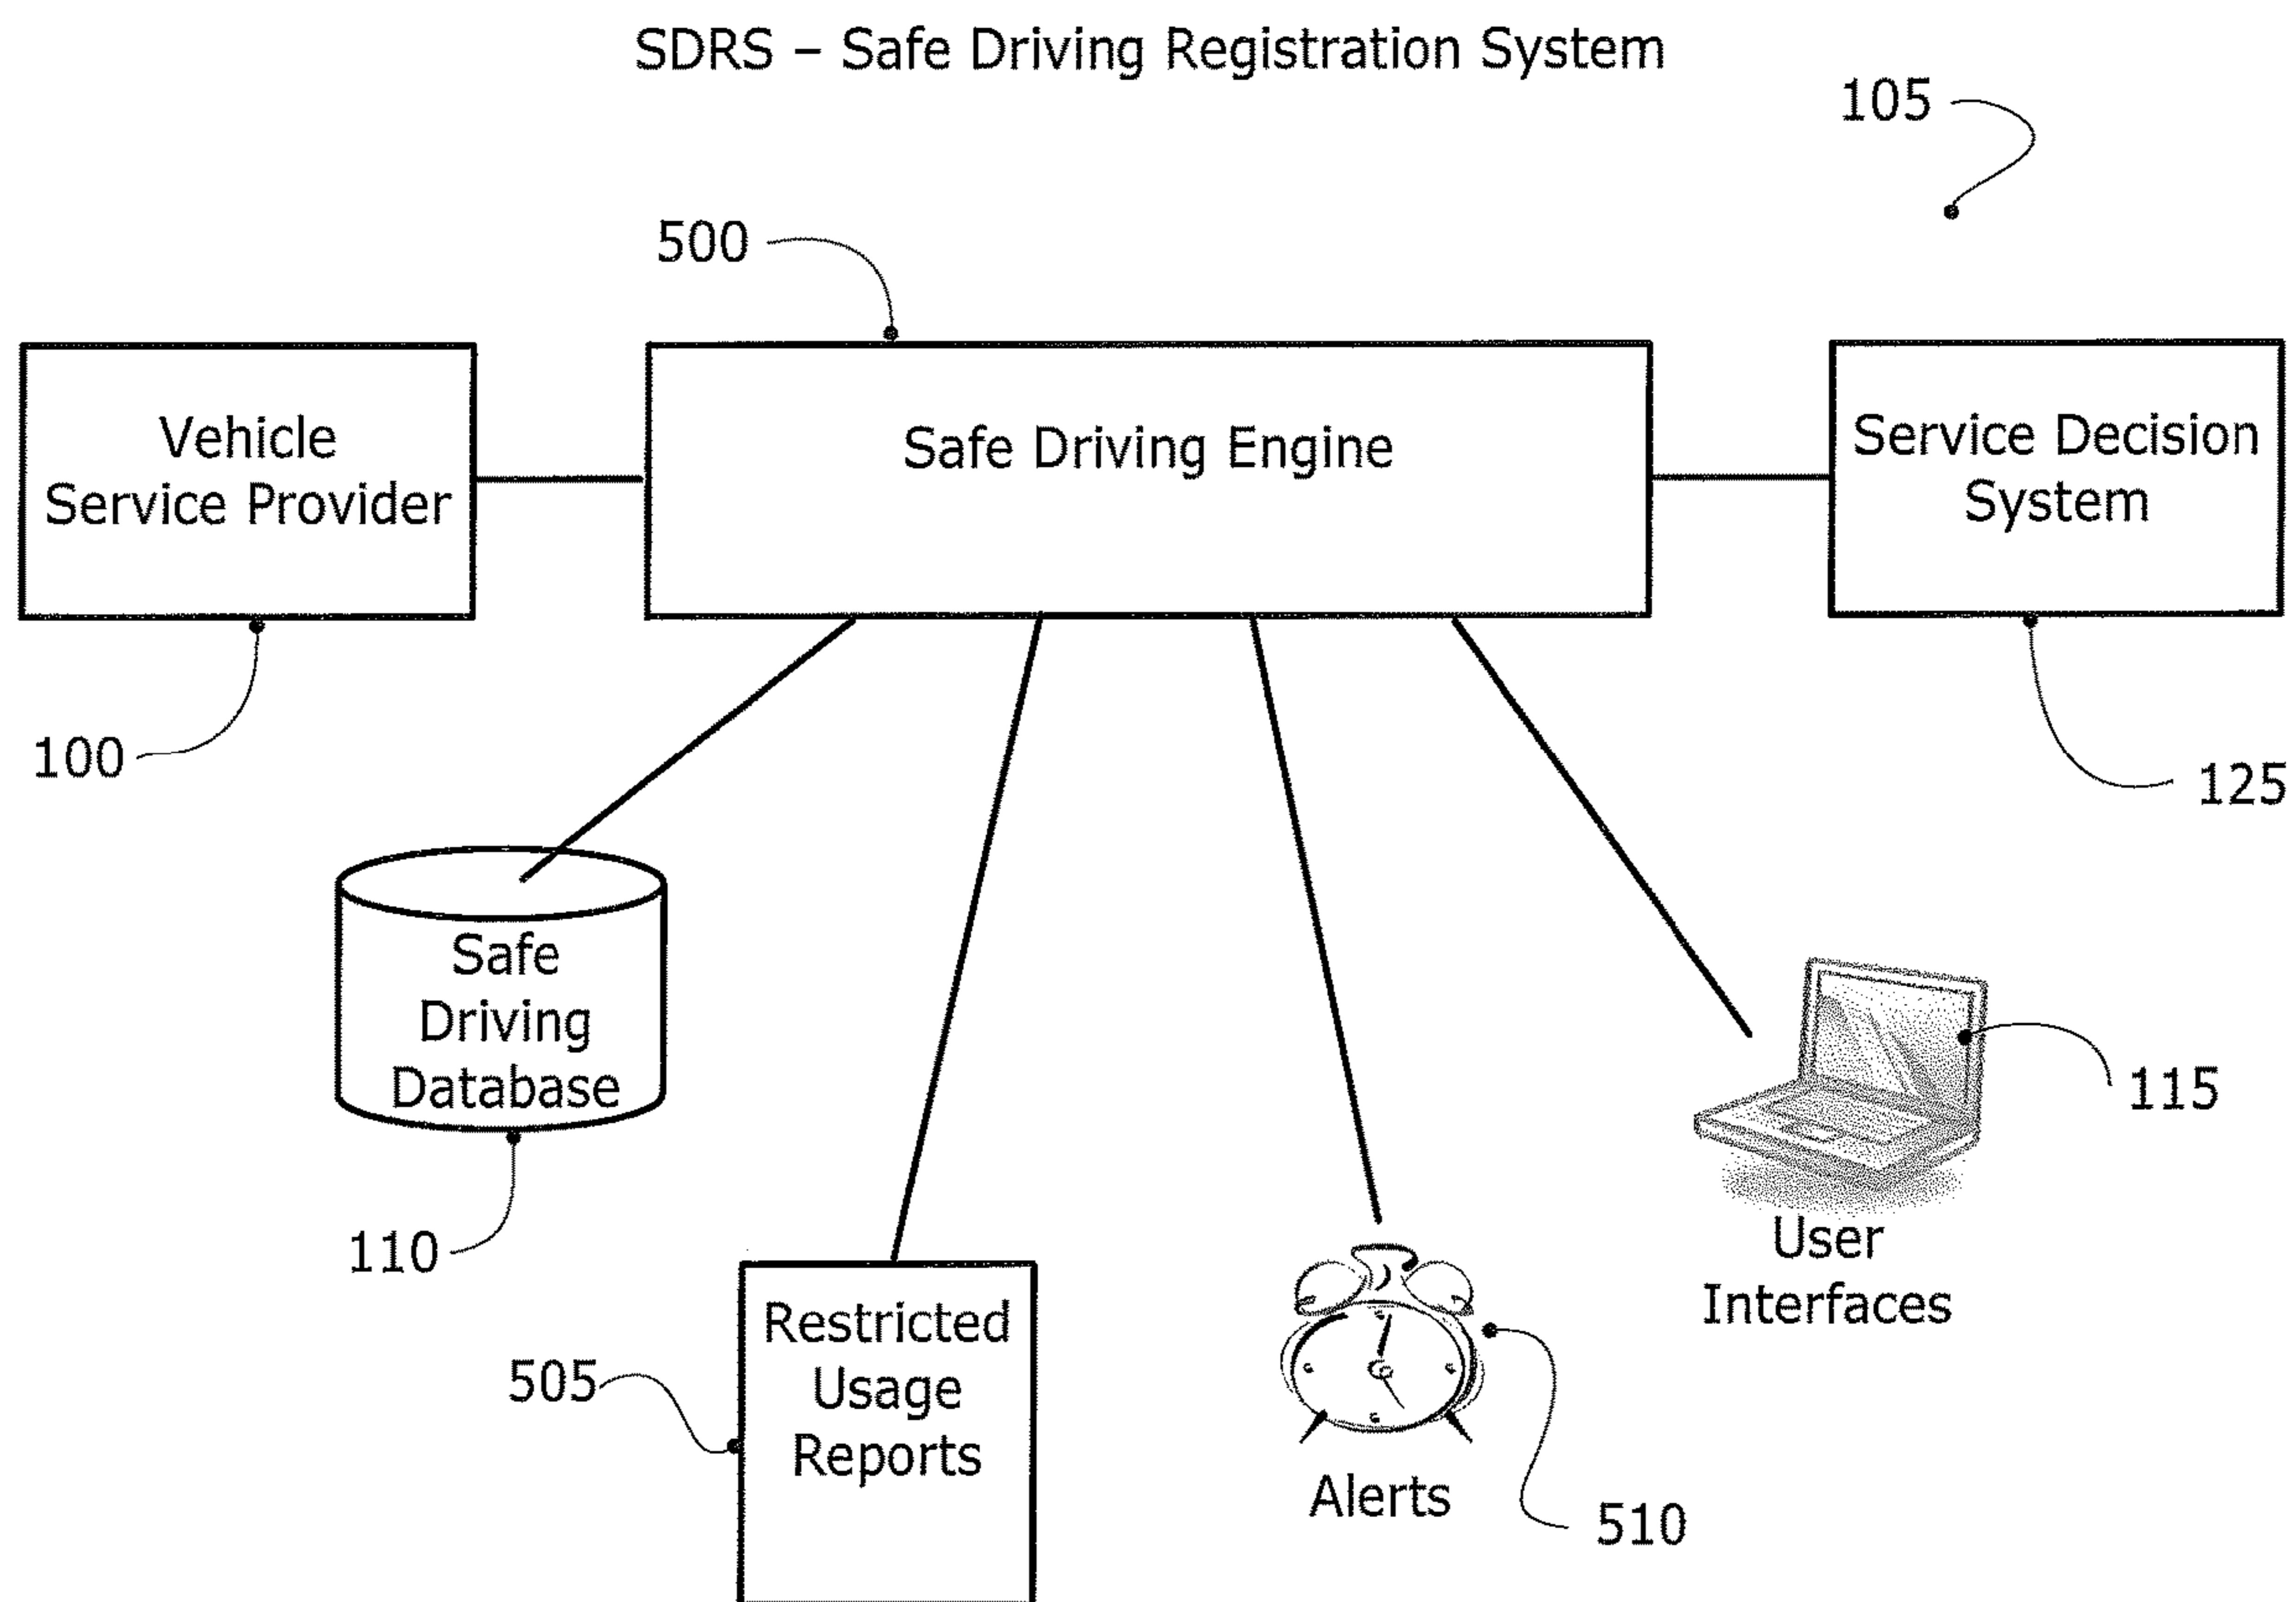 SDRS – Safe Driving Registration System
105
500
Vehicle
Service Provider
Safe Driving Engine
Service Decision
System
100
125
Safe
Driving
Database
110
115
User
Interfaces
Restricted
Usage
Reports
505
Alerts
510